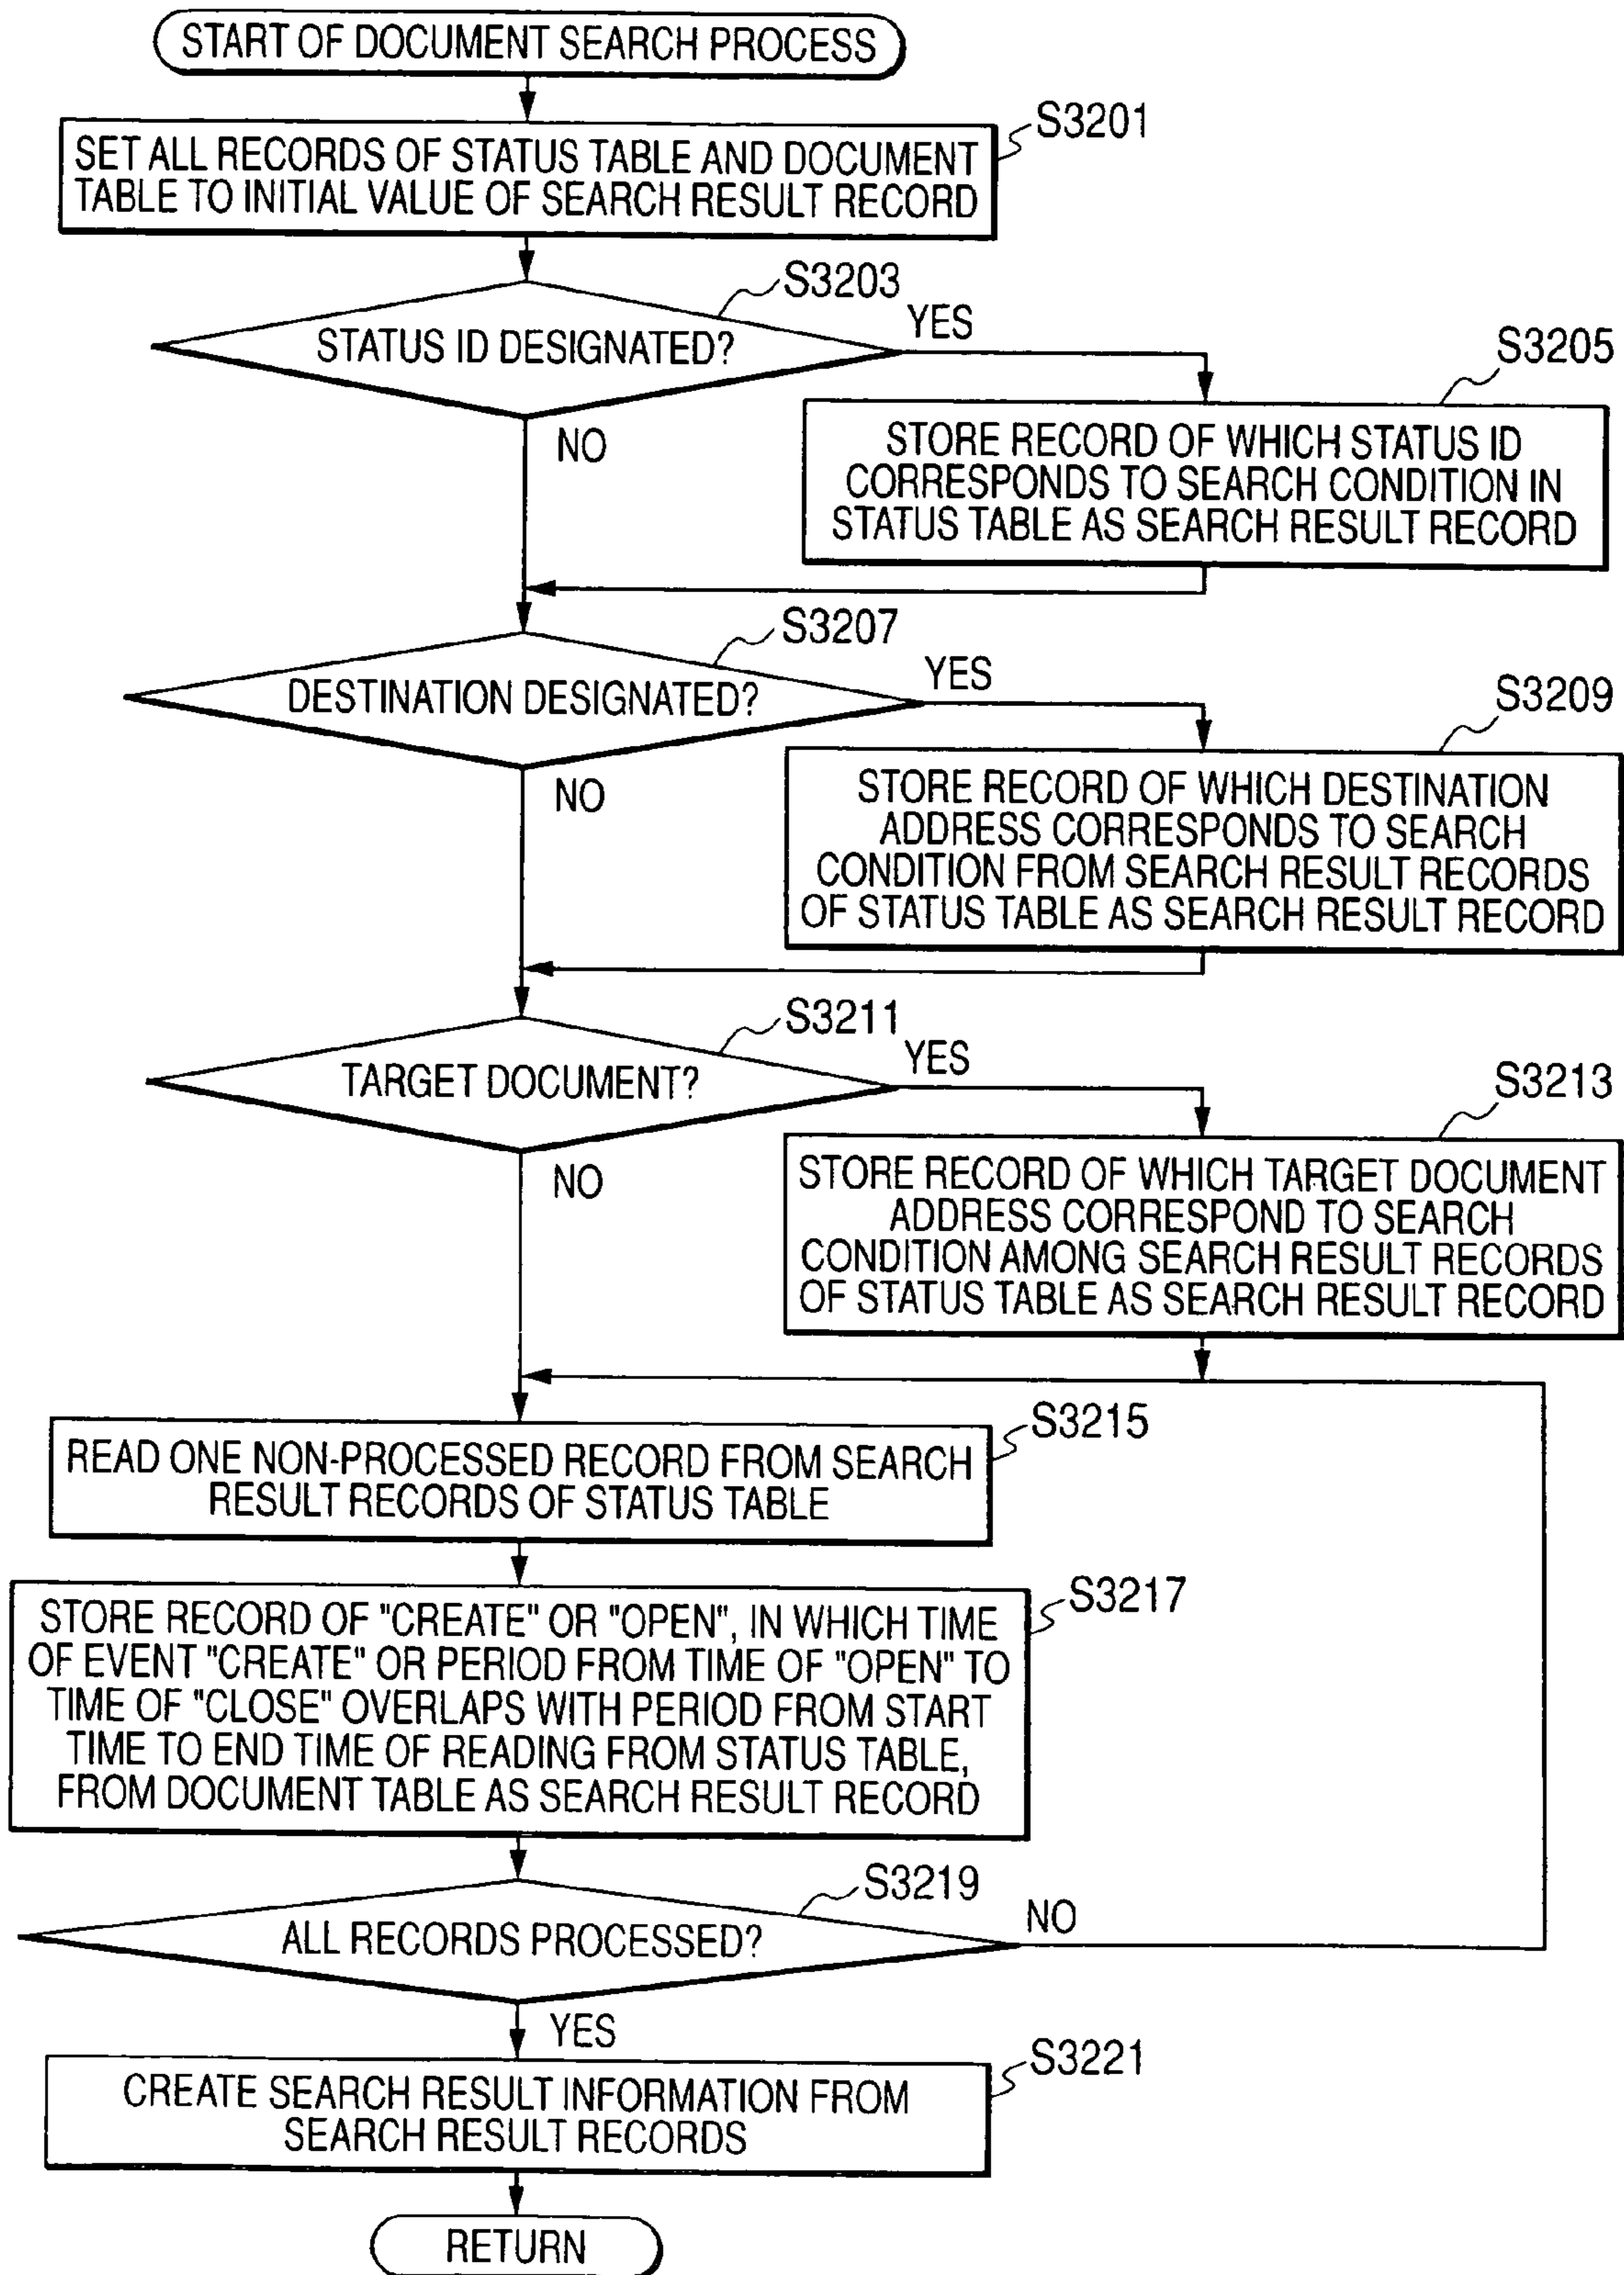 START OF DOCUMENT SEARCH PROCESS
S3201
SET ALL RECORDS OF STATUS TABLE AND DOCUMENT
TABLE TO INITIAL VALUE OF SEARCH RESULT RECORD
S3203
STATUS ID DESIGNATED?
YES
NO
S3205
STORE RECORD OF WHICH STATUS ID
CORRESPONDS TO SEARCH CONDITION IN
STATUS TABLE AS SEARCH RESULT RECORD
S3207
DESTINATION DESIGNATED?
YES
NO
S3209
STORE RECORD OF WHICH DESTINATION
ADDRESS CORRESPONDS TO SEARCH
CONDITION FROM SEARCH RESULT RECORDS
OF STATUS TABLE AS SEARCH RESULT RECORD
S3211
TARGET DOCUMENT?
YES
NO
S3213
STORE RECORD OF WHICH TARGET DOCUMENT
ADDRESS CORRESPOND TO SEARCH
CONDITION AMONG SEARCH RESULT RECORDS
OF STATUS TABLE AS SEARCH RESULT RECORD
S3215
READ ONE NON-PROCESSED RECORD FROM SEARCH
RESULT RECORDS OF STATUS TABLE
S3217
STORE RECORD OF "CREATE" OR "OPEN", IN WHICH TIME
OF EVENT "CREATE" OR PERIOD FROM TIME OF "OPEN" TO
TIME OF "CLOSE" OVERLAPS WITH PERIOD FROM START
TIME TO END TIME OF READING FROM STATUS TABLE,
FROM DOCUMENT TABLE AS SEARCH RESULT RECORD
S3219
ALL RECORDS PROCESSED?
NO
YES
S3221
CREATE SEARCH RESULT INFORMATION FROM
SEARCH RESULT RECORDS
RETURN